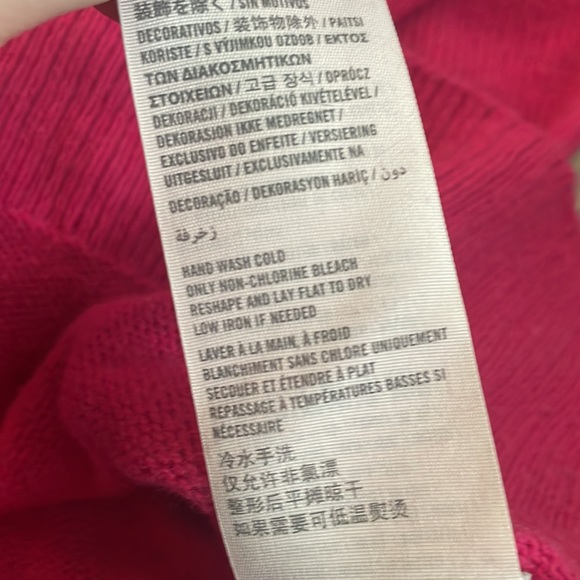 装飾を除く / SIN MOTIVOS
DECORATIVOS / 装饰物除外 / PAITSI
KORISTE / S VÝJIMKOU OZDOB / ΕΚΤΟΣ
ΤΩΝ ΔΙΑΚΟΣΜΗΤΙΚΩΝ
ΣΤΟΙΧΕΙΩΝ / 고급 장식 / OPRÓCZ
DEKORACJI / DEKORÁCIÓ KIVÉTELÉVEL /
DEKORASJON IKKE MEDREGNET /
EXCLUSIVO DO ENFEITE / VERSIERING
UITGESLUIT / EXCLUSIVAMENTE NA
DECORAÇÃO / DEKORASYON HARİÇ / دون
زخرفة
HAND WASH COLD
ONLY NON-CHLORINE BLEACH
RESHAPE AND LAY FLAT TO DRY
LOW IRON IF NEEDED
LAVER À LA MAIN, À FROID
BLANCHIMENT SANS CHLORE UNIQUEMENT
SECOUER ET ÉTENDRE À PLAT
REPASSAGE À TEMPÉRATURES BASSES SI
NÉCESSAIRE
冷水手洗
仅允许非氯漂
整形后平摊晾干
如果需要可低温熨烫